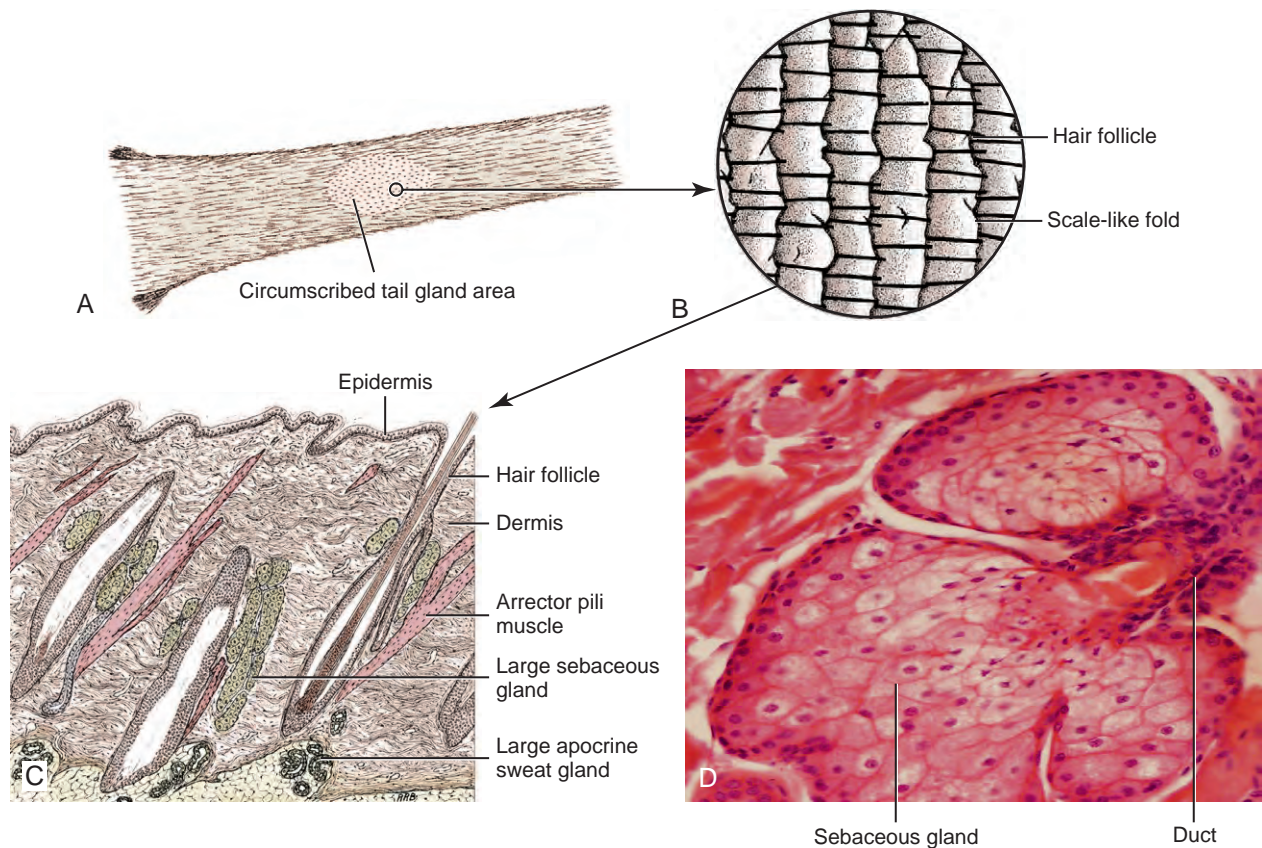 Hair follicle
Scale-like fold
Circumscribed tail gland area
A
B
Epidermis
Hair follicle
Dermis
Arrector pili
muscle
Large sebaceous
gland
Large apocrine
sweat gland
C
RRB
D
Sebaceous gland
Duct